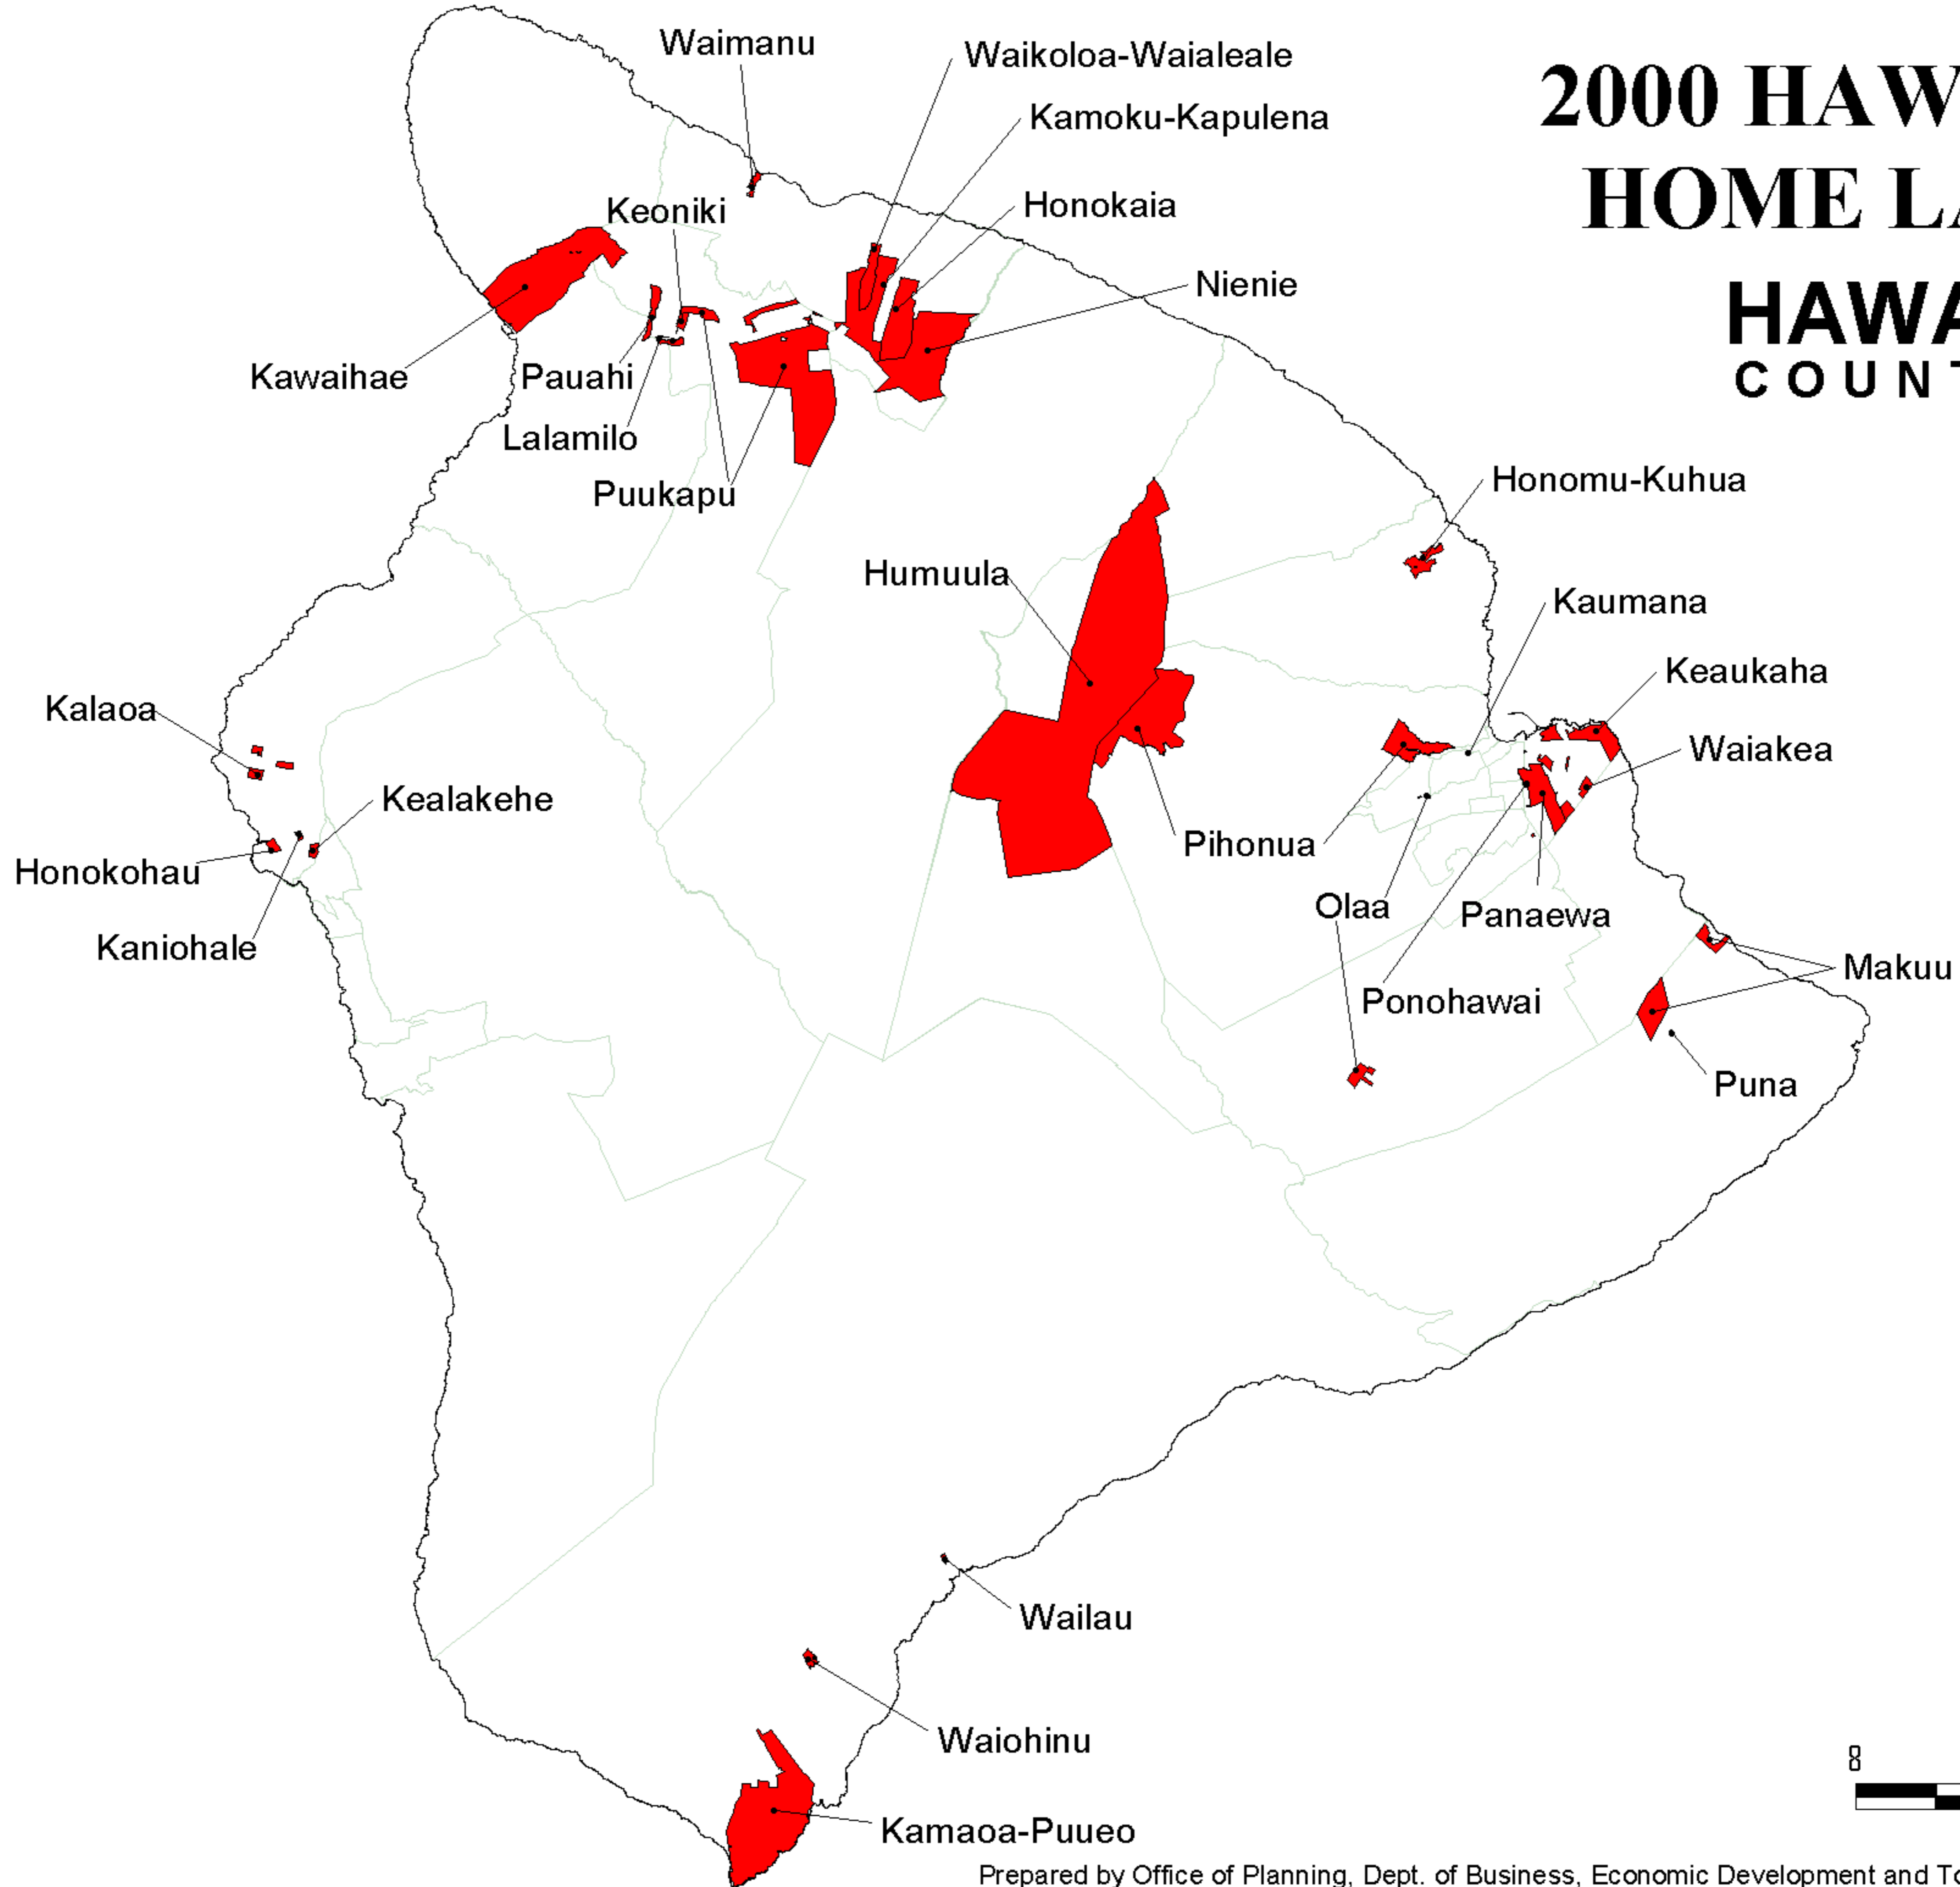 Waimanu
Waikoloa-Waialeale
2000 HAW
Kamoku-Kapulena
HOME LA
Keoniki
Honokaia
Nienie
HAWA
COUNT
Kawaihae
Pauahi
Lalamilo
Puukapu
Honomu-Kuhua
Humuula
Kaumana
Keaukaha
Kalaoa
Waiakea
Kealakehe
Pihonua
Honokohau
Olaa
Panaewa
Kaniohale
Makuu
Ponohawai
Puna
Wailau
Waiohinu
8
Kamaoa-Puueo
Prepared by Office of Planning, Dept. of Business, Economic Development and To